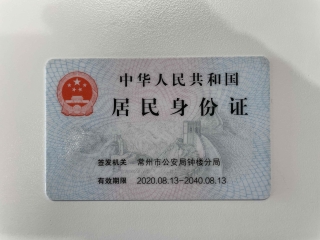 中华人民共和国
居民身份证
签发机关 常州市公安局钟楼分局
有效期限 2020.08.13-2040.08.13